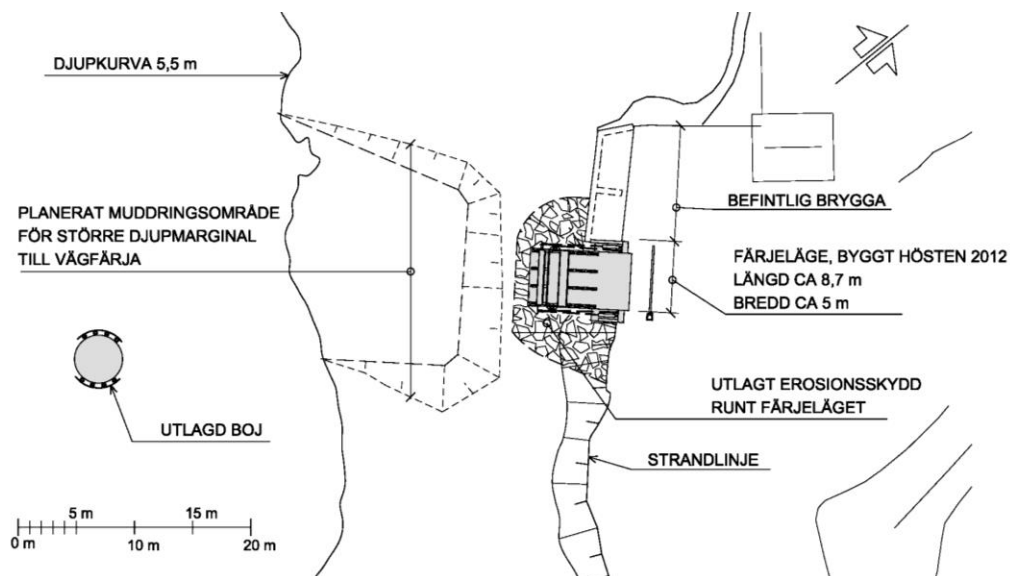 DJUPKURVA 5,5 m
PLANERAT MUDDRINGSOMRÅDE
FÖR STÖRRE DJUPMARGINAL
TILL VÄGFÄRJA
BEFINTLIG BRYGGA
FÄRJELÄGE, BYGGT HÖSTEN 2012
LÄNGD CA 8,7 m
BREDD CA 5 m
UTLAGT EROSIONSSKYDD
RUNT FÄRJELÄGET
UTLAGD BOJ
STRANDLINJE
5 m 15 m
0 m 10 m 20 m